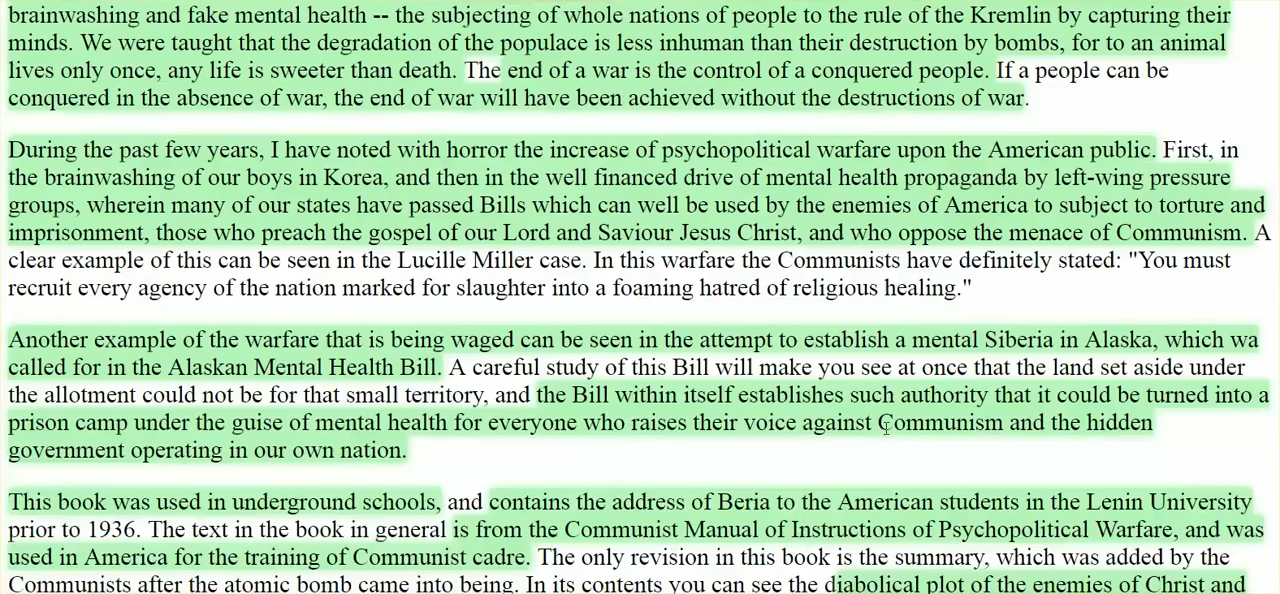 brainwashing and fake mental health -- the subjecting of whole nations of people to the rule of the Kremlin by capturing their
minds. We were taught that the degradation of the populace is less inhuman than their destruction by bombs, for to an animal
lives only once, any life is sweeter than death. The end of a war is the control of a conquered people. If a people can be
conquered in the absence of war, the end of war will have been achieved without the destructions of war.
During the past few years, I have noted with horror the increase of psychopolitical warfare upon the American public. First, in
the brainwashing of our boys in Korea, and then in the well financed drive of mental health propaganda by left-wing pressure
groups, wherein many of our states have passed Bills which can well be used by the enemies of America to subject to torture and
imprisonment, those who preach the gospel of our Lord and Saviour Jesus Christ, and who oppose the menace of Communism. A
clear example of this can be seen in the Lucille Miller case. In this warfare the Communists have definitely stated: "You must
recruit every agency of the nation marked for slaughter into a foaming hatred of religious healing."
Another example of the warfare that is being waged can be seen in the attempt to establish a mental Siberia in Alaska, which wa
called for in the Alaskan Mental Health Bill. A careful study of this Bill will make you see at once that the land set aside under
the allotment could not be for that small territory, and the Bill within itself establishes such authority that it could be turned into a
prison camp under the guise of mental health for everyone who raises their voice against Communism and the hidden
government operating in our own nation.
This book was used in underground schools, and contains the address of Beria to the American students in the Lenin University
prior to 1936. The text in the book in general is from the Communist Manual of Instructions of Psychopolitical Warfare, and was
used in America for the training of Communist cadre. The only revision in this book is the summary, which was added by the
Communists after the atomic bomb came into being. In its contents you can see the diabolical plot of the enemies of Christ and